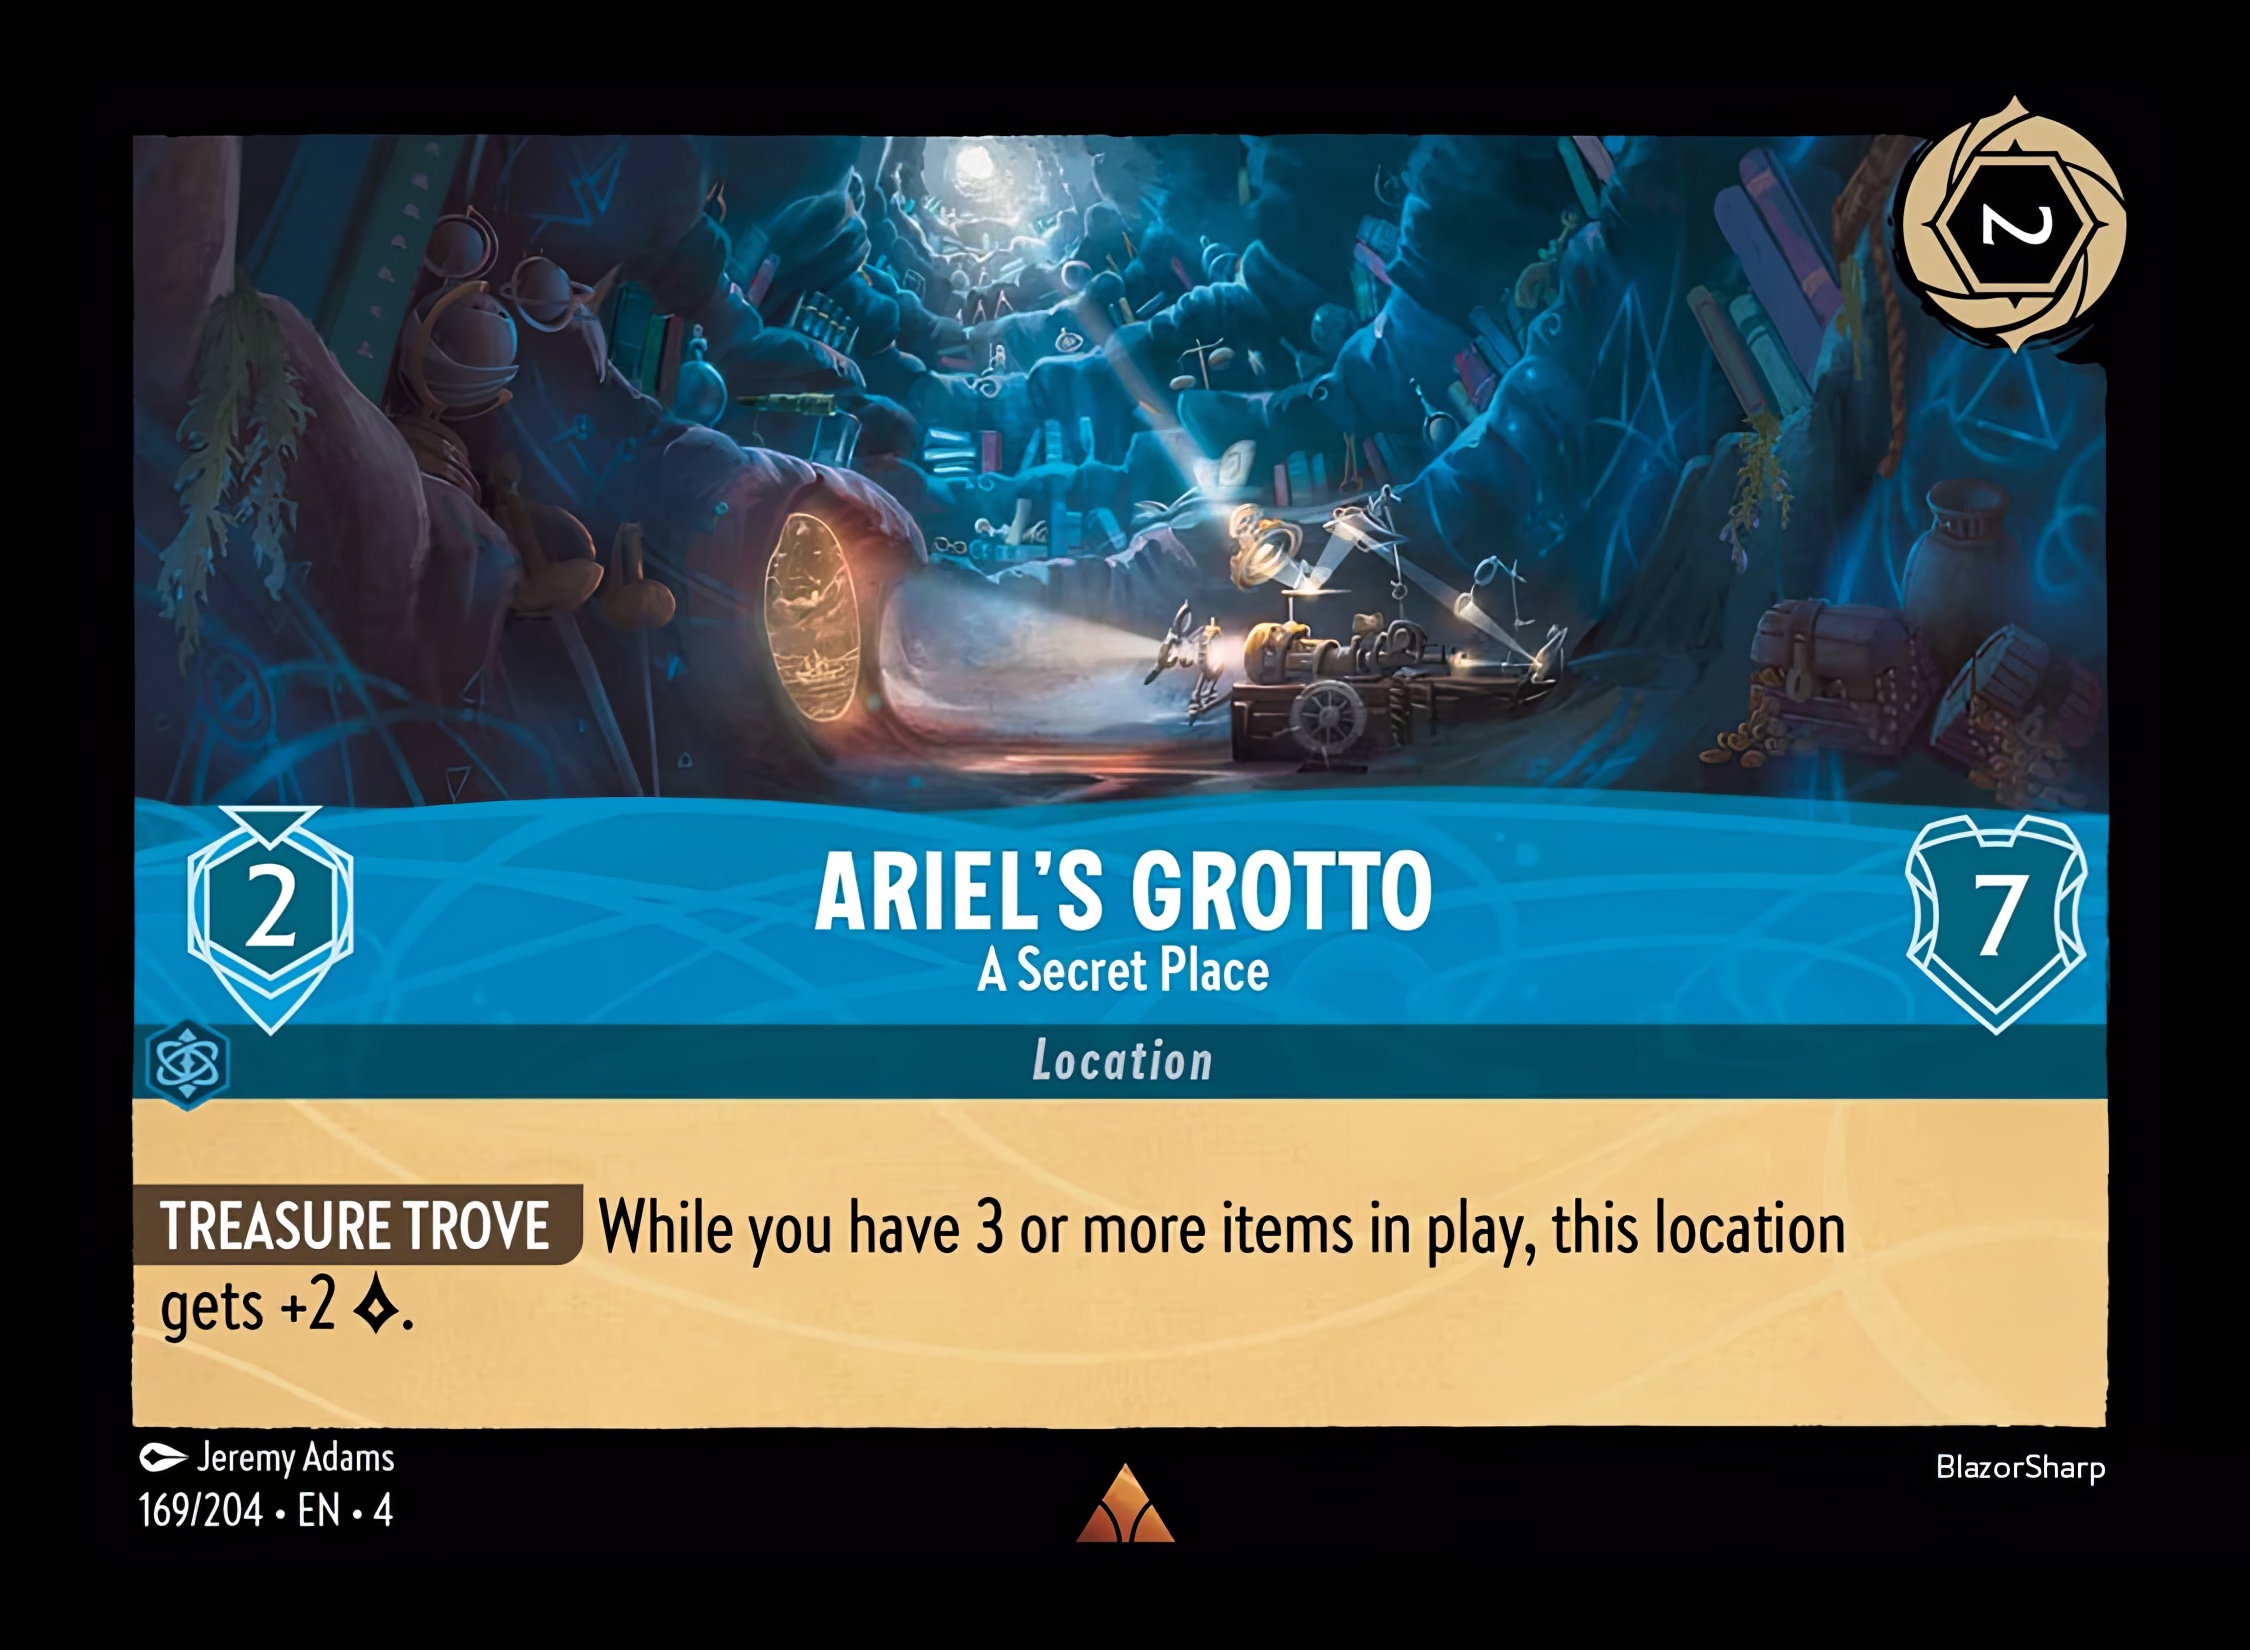 2
2
ARIEL'S GROTTO
7
A Secret Place
Location
TREASURE TROVE While you have 3 or more items in play, this location
gets +2 .
Jeremy Adams
169/204 • EN • 4
BlazorSharp